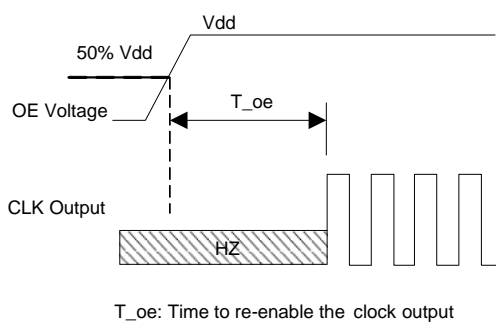 Vdd
50% Vdd
T_oe
OE Voltage
CLK Output
HZ
T_oe: Time to re-enable the clock output